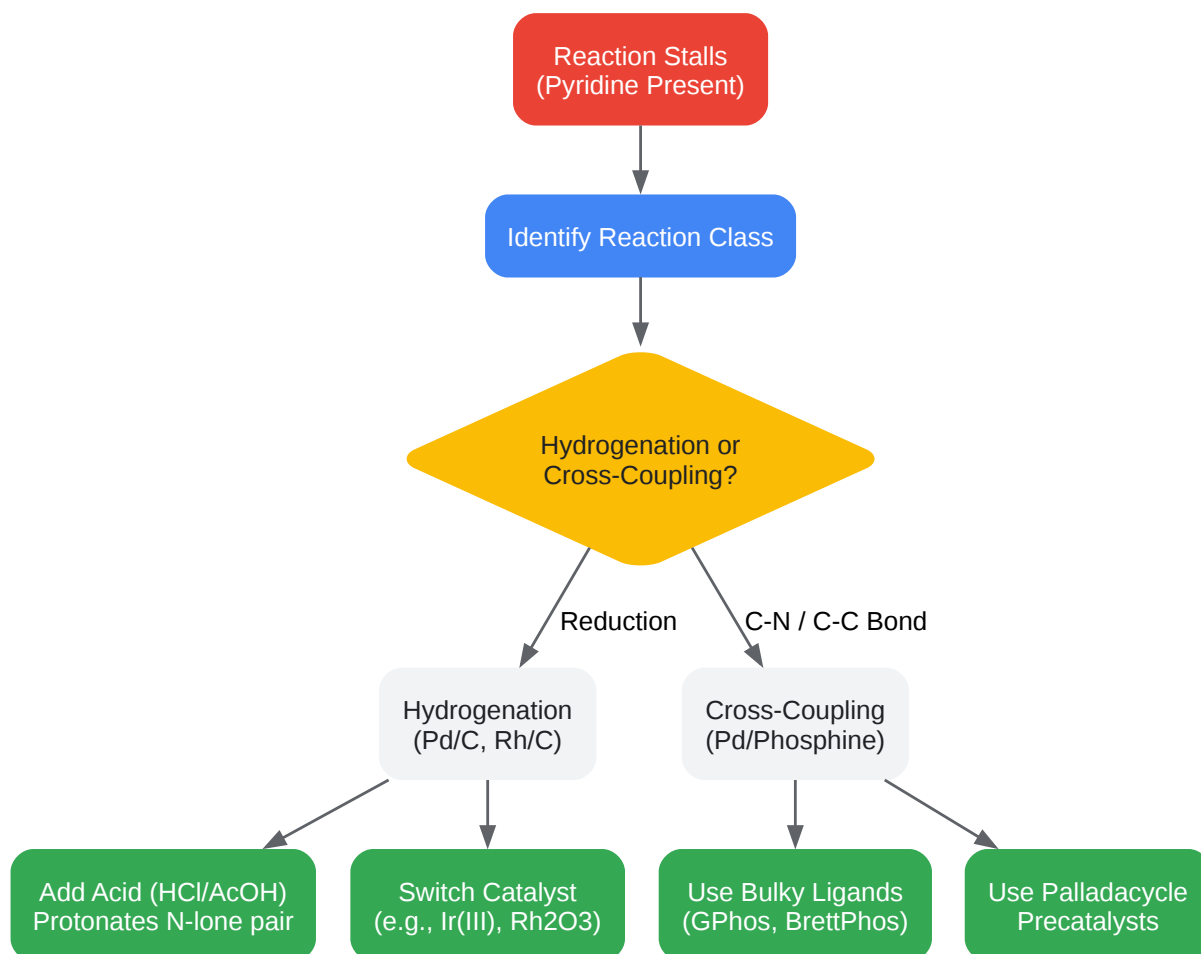 Reaction Stalls
(Pyridine Present)
Identify Reaction Class
Hydrogenation or
Cross-Coupling?
Reduction
C-N / C-C Bond
Hydrogenation
(Pd/C, Rh/C)
Cross-Coupling
(Pd/Phosphine)
Add Acid (HCl/AcOH)
Protonates N-lone pair
Switch Catalyst
(e.g., Ir(III), Rh2O3)
Use Bulky Ligands
(GPhos, BrettPhos)
Use Palladacycle
Precatalysts